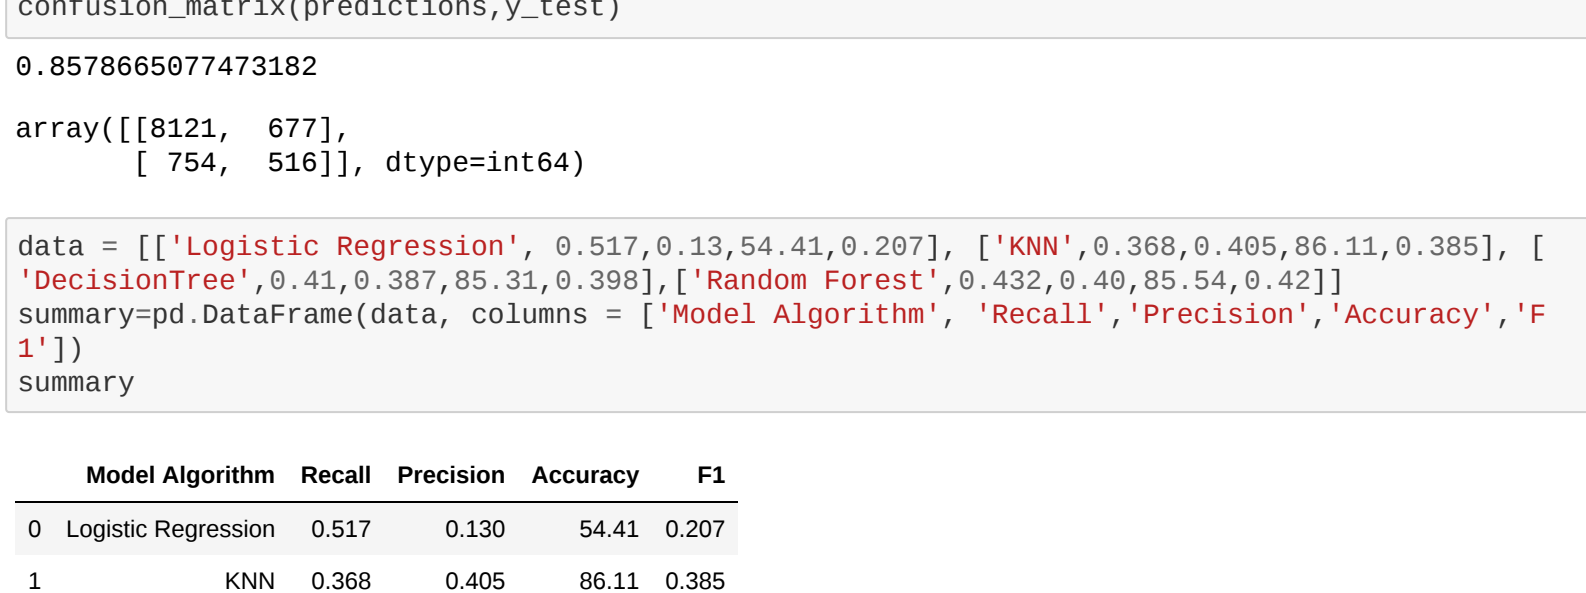 confusion_matrix(predictions,y_test)
0.8578665077473182
array([[8121,  677],
       [ 754,  516]], dtype=int64)
data = [['Logistic Regression', 0.517,0.13,54.41,0.207], ['KNN',0.368,0.405,86.11,0.385], [
'DecisionTree',0.41,0.387,85.31,0.398],['Random Forest',0.432,0.40,85.54,0.42]]
summary=pd.DataFrame(data, columns = ['Model Algorithm', 'Recall','Precision','Accuracy','F
1'])
summary
Model Algorithm Recall Precision Accuracy F1
0 Logistic Regression 0.517 0.130 54.41 0.207
1 KNN 0.368 0.405 86.11 0.385